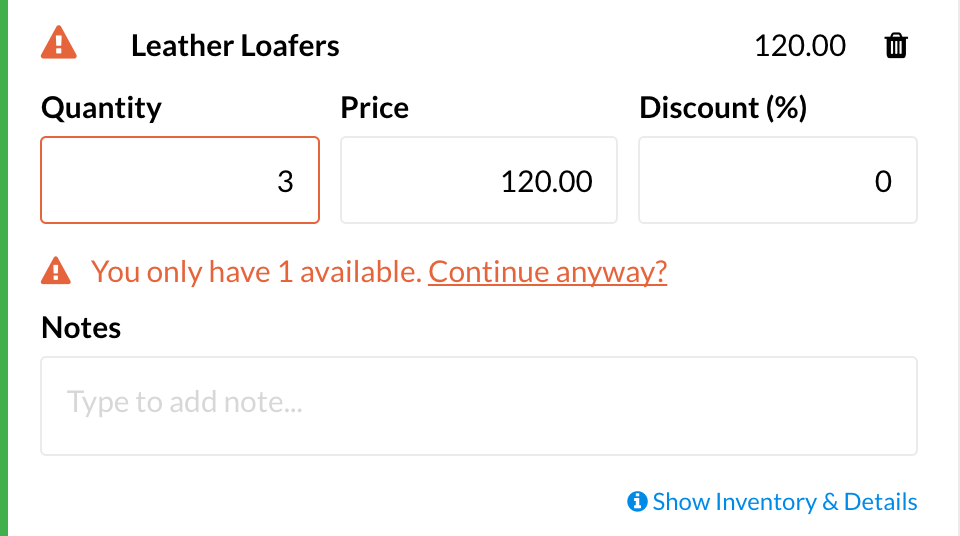 Leather Loafers 120.00
Quantity Price Discount (%)
3 120.00 0
You only have 1 available. Continue anyway?
Notes
Type to add note...
Show Inventory & Details